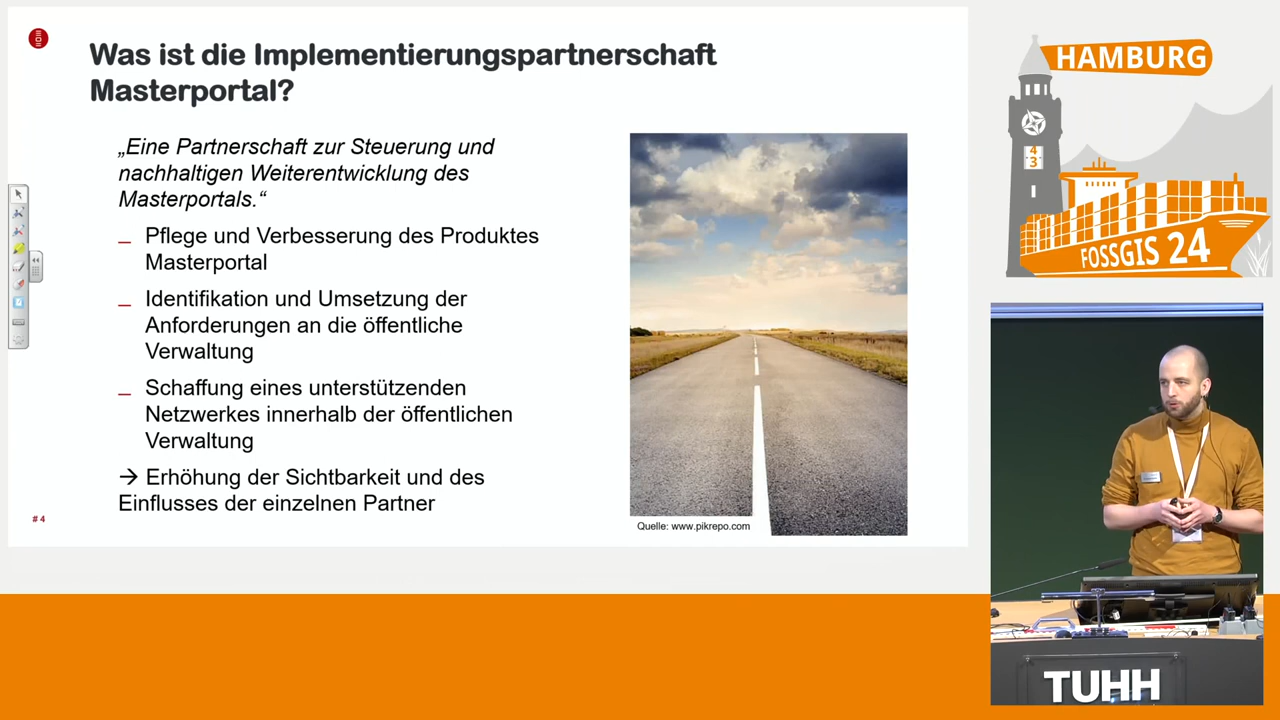 Was ist die Implementierungspartnerschaft
Masterportal?
„Eine Partnerschaft zur Steuerung und
nachhaltigen Weiterentwicklung des
Masterportals.“
_ Pflege und Verbesserung des Produktes
Masterportal
_ Identifikation und Umsetzung der
Anforderungen an die öffentliche
Verwaltung
_ Schaffung eines unterstützenden
Netzwerkes innerhalb der öffentlichen
Verwaltung
→ Erhöhung der Sichtbarkeit und des
Einflusses der einzelnen Partner
# 4
Quelle: www.pikrepo.com
HAMBURG
4
3
FOSSGIS 24
TUHH